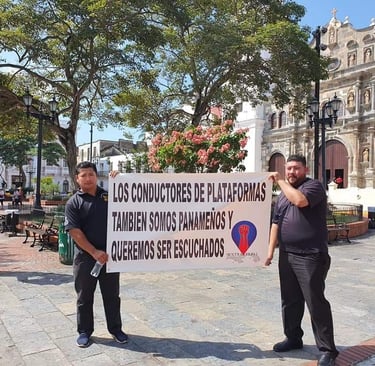 LOS CONDUCTORES DE PLATAFORMAS
TAMBIEN SOMOS PANAMEÑOS Y
QUEREMOS SER ESCUCHADOS